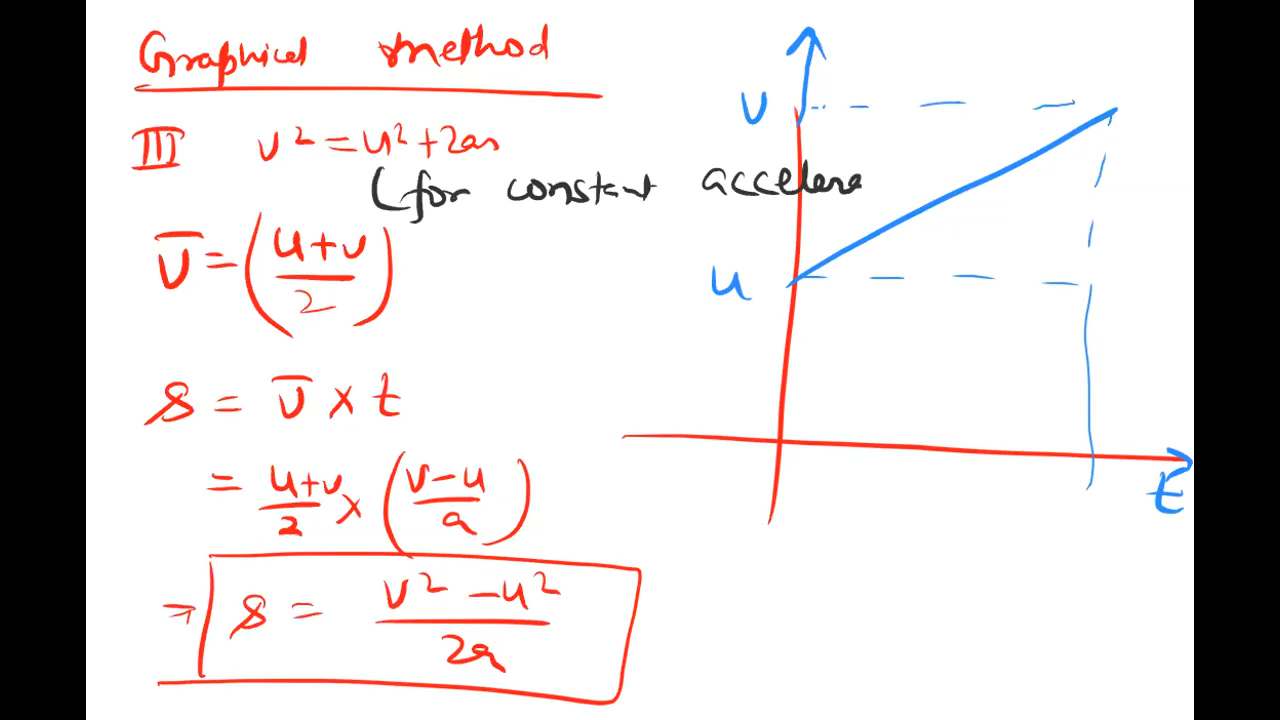 Graphical method
III v² = u² + 2as
(for constant accelera
v̅ = (u+v/2)
s = v̅ × t
= u+v/2 × (v-u/a)
⇒ s = v² - u²/2a
v
u
t